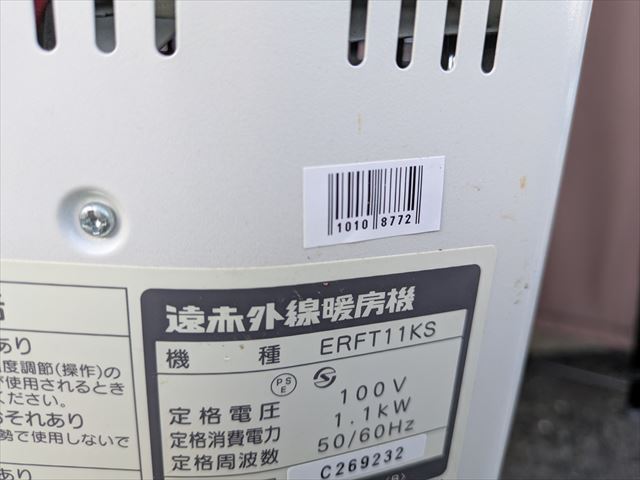 1010 8772
遠赤外線暖房機
機種 ERFT11KS
PS E S
定格電圧 100V
定格消費電力 1.1KW
定格周波数 50/60Hz
C269232
あり
度調節(操作)の
が使用されるとき
ください。
おそれあり
勢で使用しないで
あり